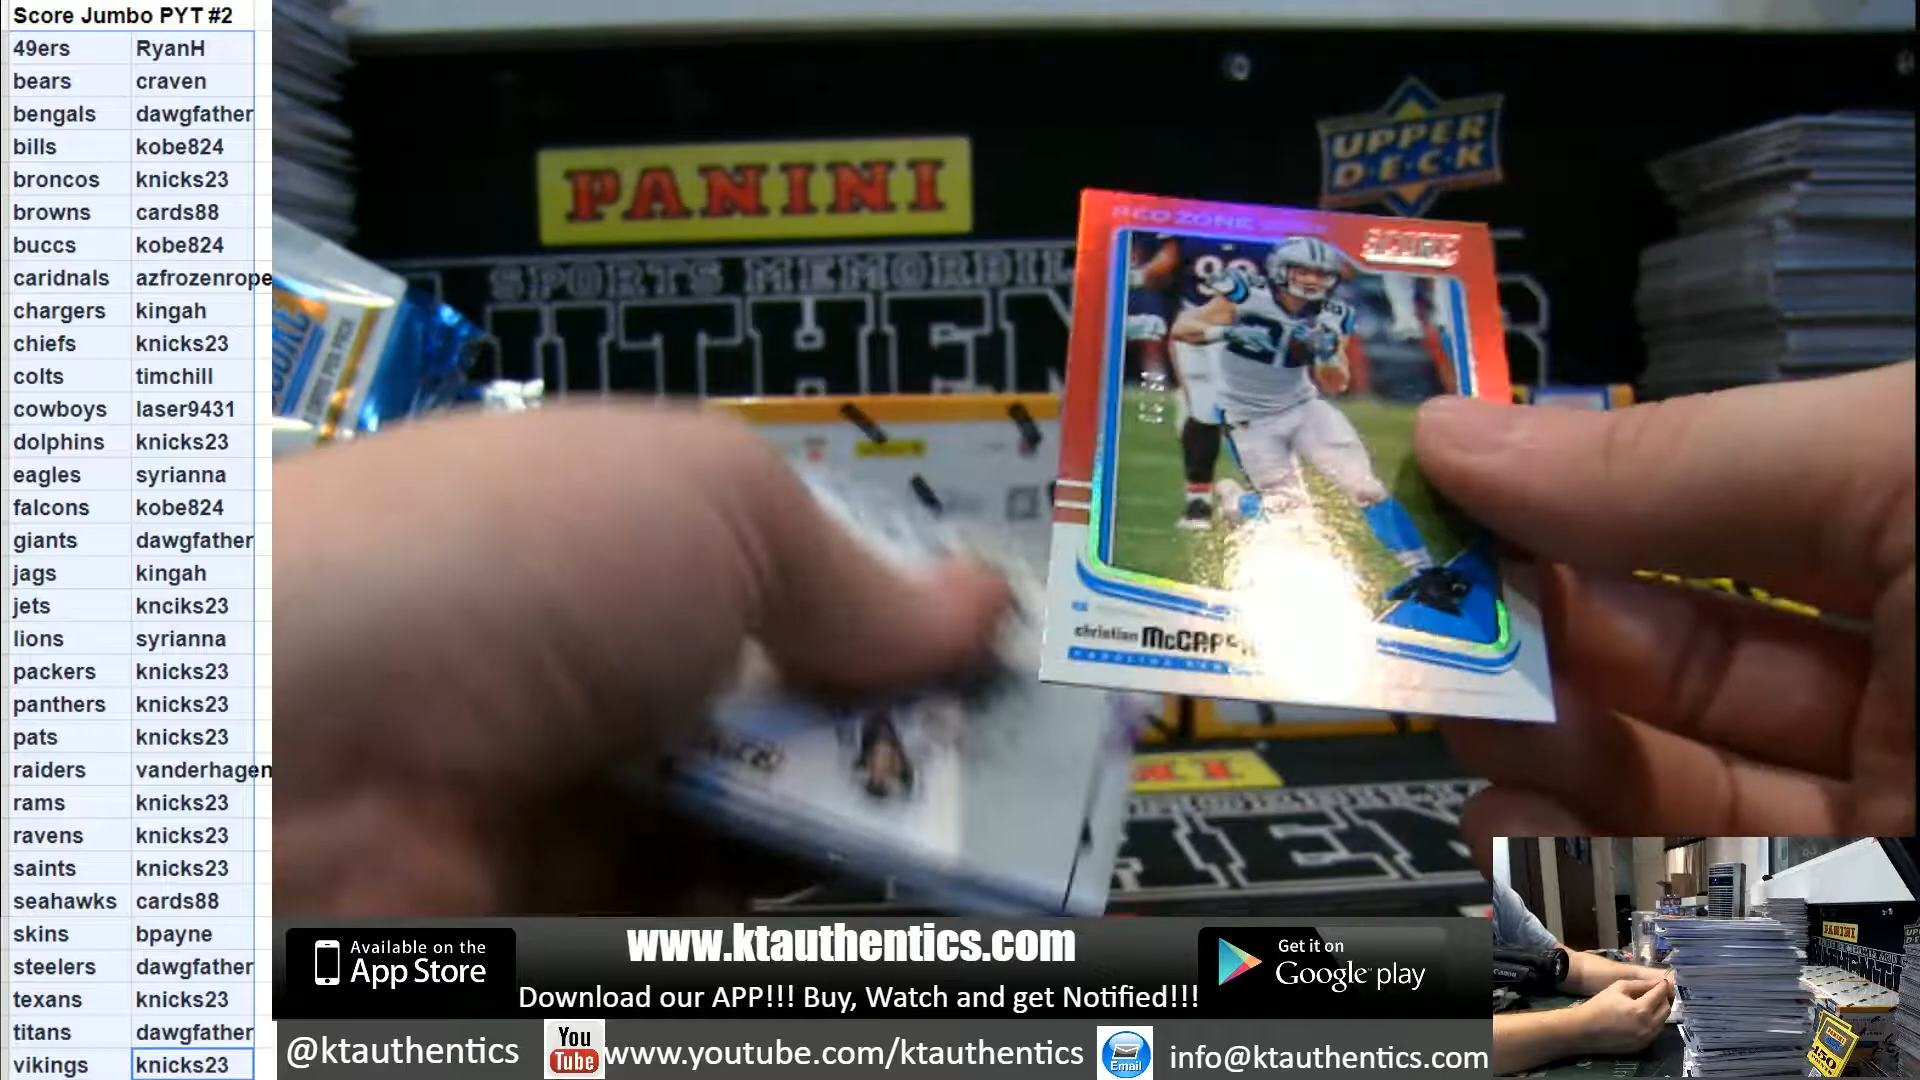 Score Jumbo PYT #2
49ers RyanH
bears craven
bengals dawgfather
bills kobe824
broncos knicks23
browns cards88
buccs kobe824
caridnals azfrozenrope
chargers kingah
chiefs knicks23
colts timchill
cowboys laser9431
dolphins knicks23
eagles syrianna
falcons kobe824
giants dawgfather
jags kingah
jets knciks23
lions syrianna
packers knicks23
panthers knicks23
pats knicks23
raiders vanderhagen
rams knicks23
ravens knicks23
saints knicks23
seahawks cards88
skins bpayne
steelers dawgfather
texans knicks23
titans dawgfather
vikings knicks23
PANINI
UPPER
D·E·C·K
SPORTS
RED ZONE
SCORE
christian
Available on the
App Store
www.ktauthentics.com
Get it on
Google play
Download our APP!!! Buy, Watch and get Notified!!!
@ktauthentics
You
Tube
www.youtube.com/ktauthentics
Email
info@ktauthentics.com
PANINI